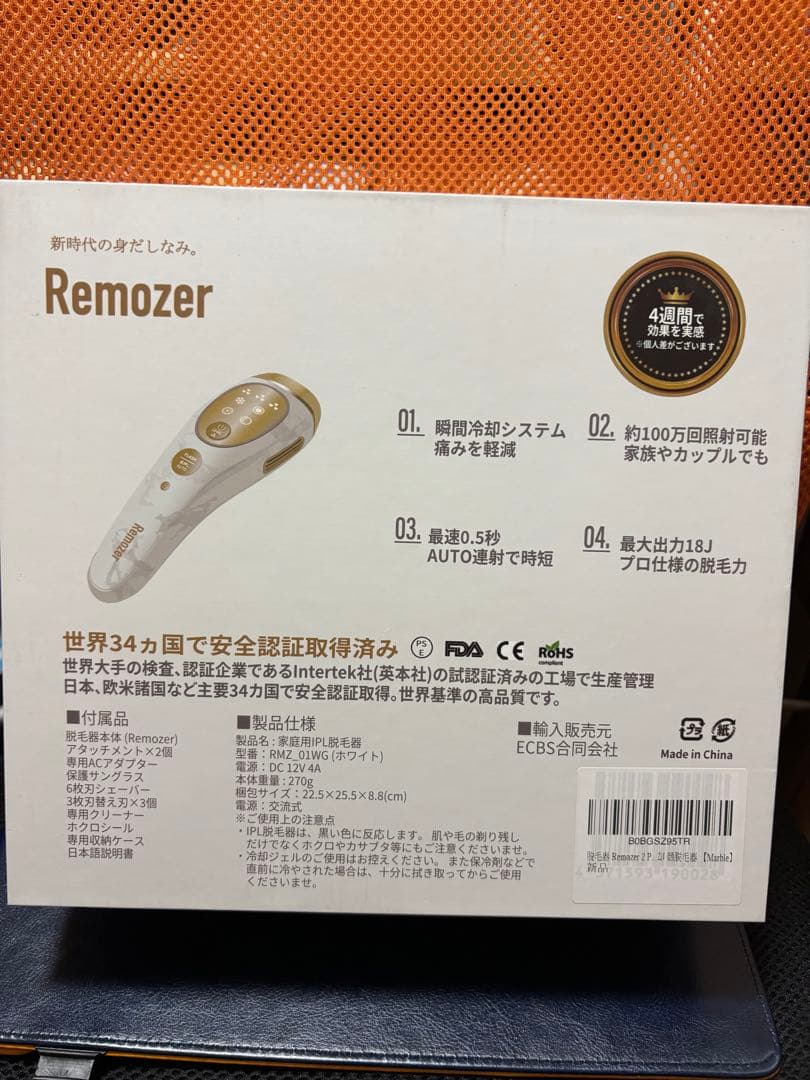 新時代の身だしなみ。
Remozer
4週間で
効果を実感
※個人差がございます
01. 瞬間冷却システム
痛みを軽減
02. 約100万回照射可能
家族やカップルでも
03. 最速0.5秒
AUTO連射で時短
04. 最大出力18J
プロ仕様の脱毛力
Remozer
世界34ヵ国で安全認証取得済み PSE FDA CE RoHS
compliant
世界大手の検査、認証企業であるIntertek社(英本社)の試認証済みの工場で生産管理
日本、欧米諸国など主要34カ国で安全認証取得。世界基準の高品質です。
■付属品
脱毛器本体 (Remozer)
アタッチメント×2個
専用ACアダプター
保護サングラス
6枚刃シェーバー
3枚刃替え刃×3個
専用クリーナー
ホクロシール
専用収納ケース
日本語説明書
■製品仕様
製品名 : 家庭用IPL脱毛器
型番 : RMZ_01WG (ホワイト)
電源 : DC 12V 4A
本体重量 : 270g
梱包サイズ : 22.5×25.5×8.8(cm)
電源 : 交流式
※ご使用上の注意点
・IPL脱毛器は、黒い色に反応します。 肌や毛の剃り残し
だけでなくホクロやカサブタ等にもご注意くださいませ。
・冷却ジェルのご使用はお控えください。 また保冷剤などで
直前に冷やされた場合は、十分に拭き取ってからご使用
くださいませ。
■輸入販売元
ECBS合同会社
プラ 紙
Made in China
B0BGSZ95TR
脱毛器 Remozer 2 P...冷却 顔脱毛器 【Marble】
新品